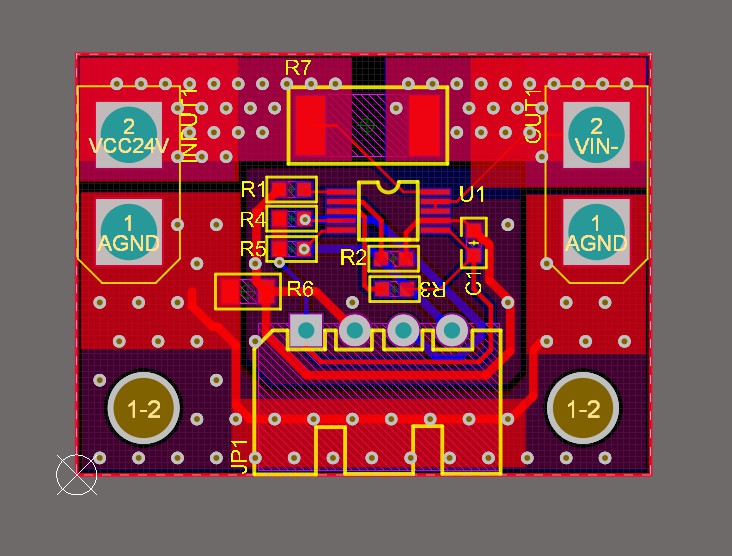 R7
INPUT1
OUT1
2
VCC24V
2
VIN-
R1
U1
R4
1
AGND
1
AGND
R5
R2
C1
R6
R3
1-2
1-2
JP1